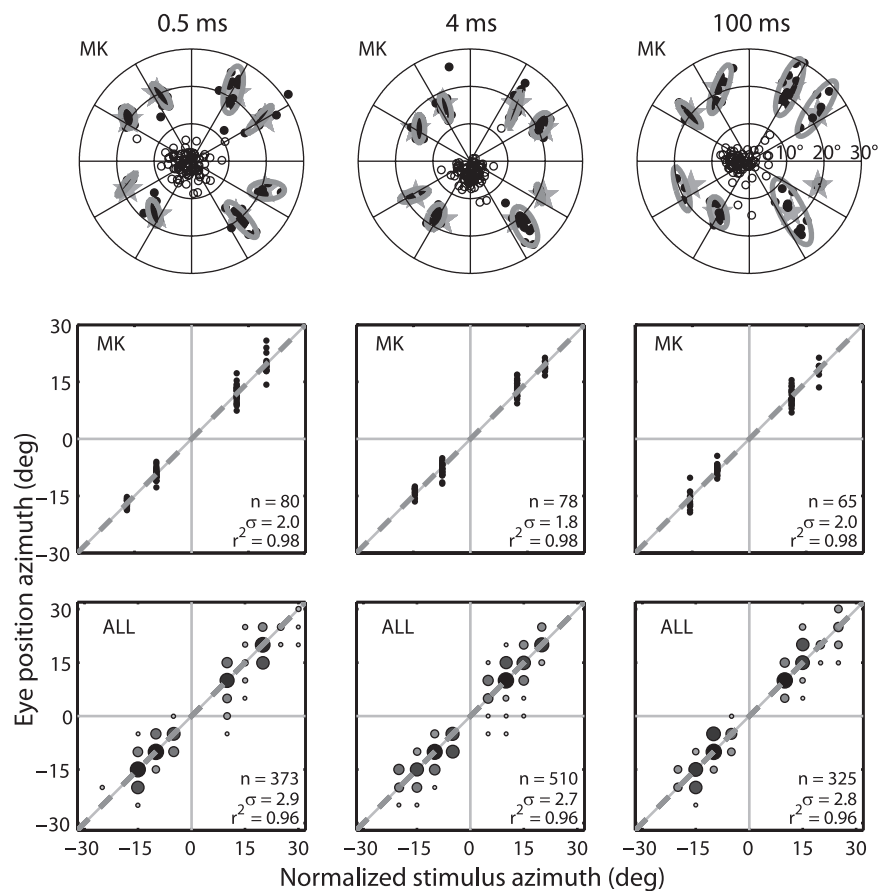 0.5 ms
4 ms
100 ms
MK
MK
MK
10° 20° 30°
Eye position azimuth (deg)
30
15
0
−15
−30
MK
n = 80
σ = 2.0
r² = 0.98
MK
n = 78
σ = 1.8
r² = 0.98
MK
n = 65
σ = 2.0
r² = 0.98
30
15
0
−15
−30
ALL
n = 373
σ = 2.9
r² = 0.96
ALL
n = 510
σ = 2.7
r² = 0.96
ALL
n = 325
σ = 2.8
r² = 0.96
−30 −15 0 15 30
−30 −15 0 15 30
−30 −15 0 15 30
Normalized stimulus azimuth (deg)